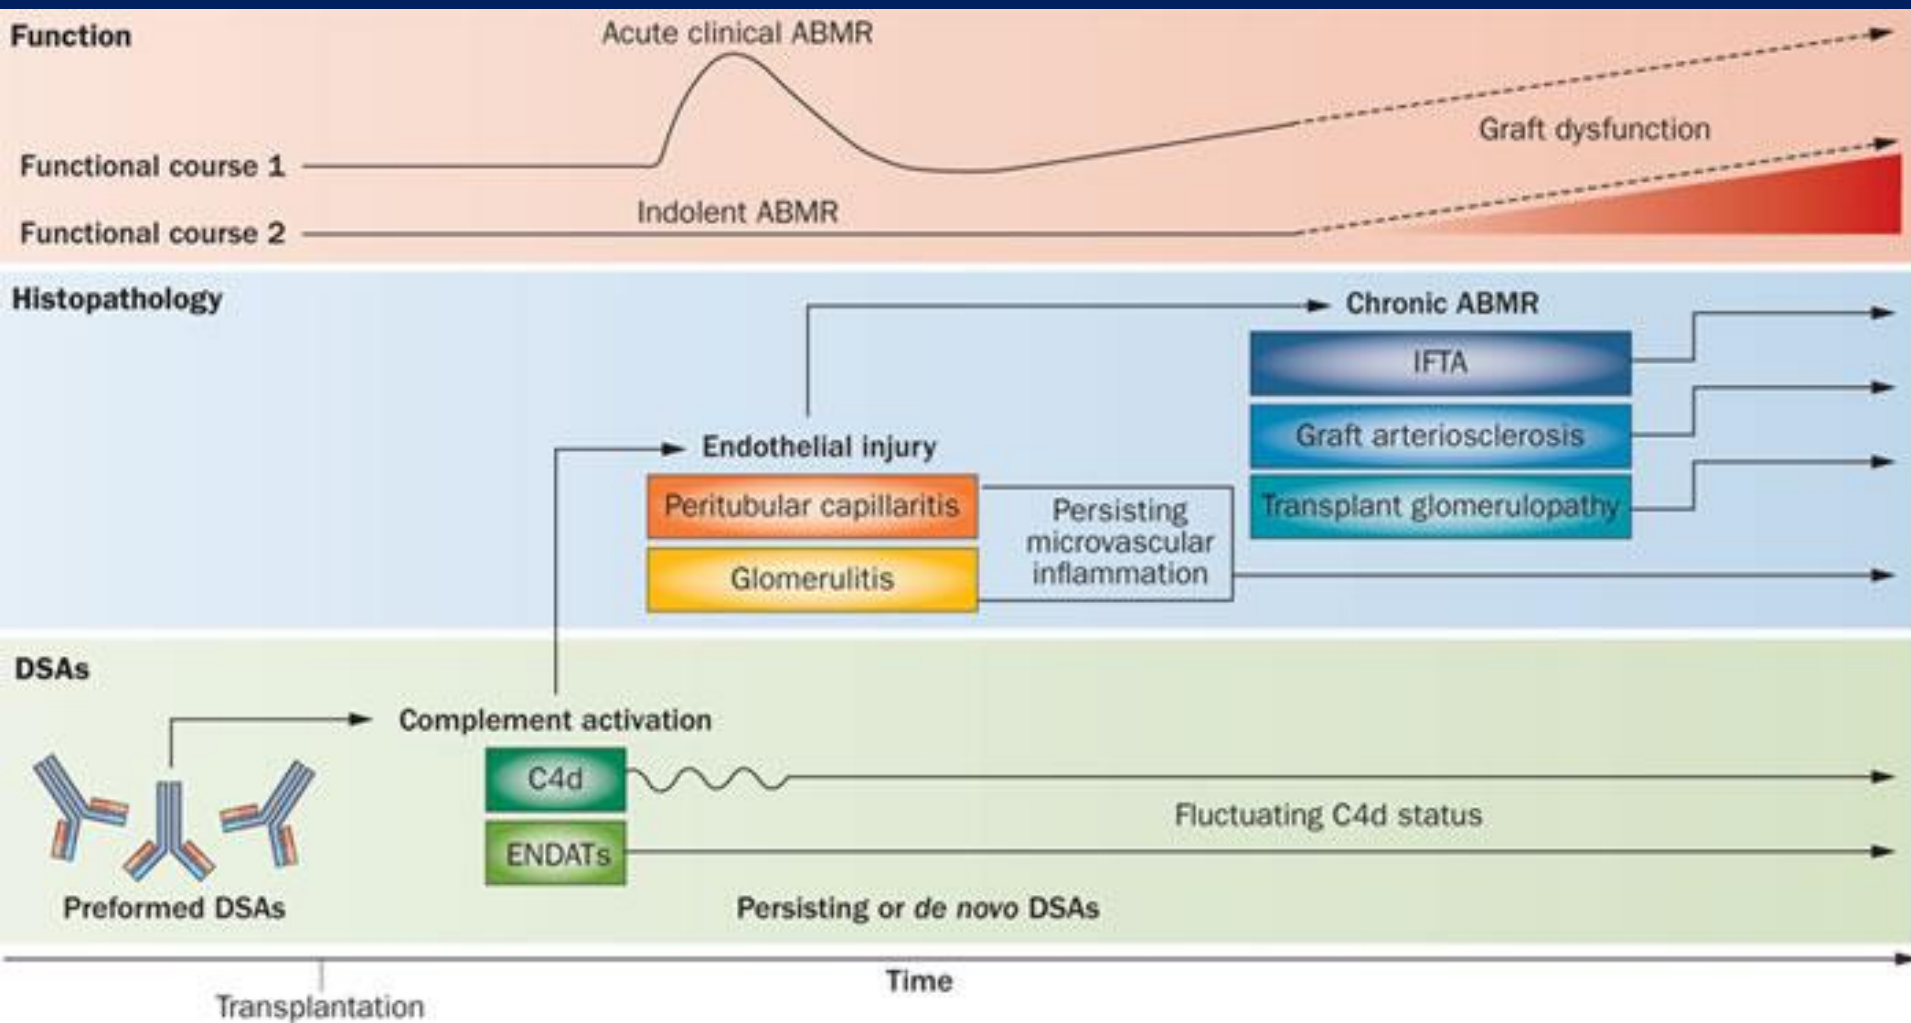 Function
Acute clinical ABMR
Graft dysfunction
Functional course 1
Indolent ABMR
Functional course 2
Histopathology
Chronic ABMR
IFTA
Graft arteriosclerosis
Transplant glomerulopathy
Endothelial injury
Peritubular capillaritis
Glomerulitis
Persisting
microvascular
inflammation
DSAs
Complement activation
C4d
Fluctuating C4d status
ENDATs
Preformed DSAs
Persisting or de novo DSAs
Time
Transplantation